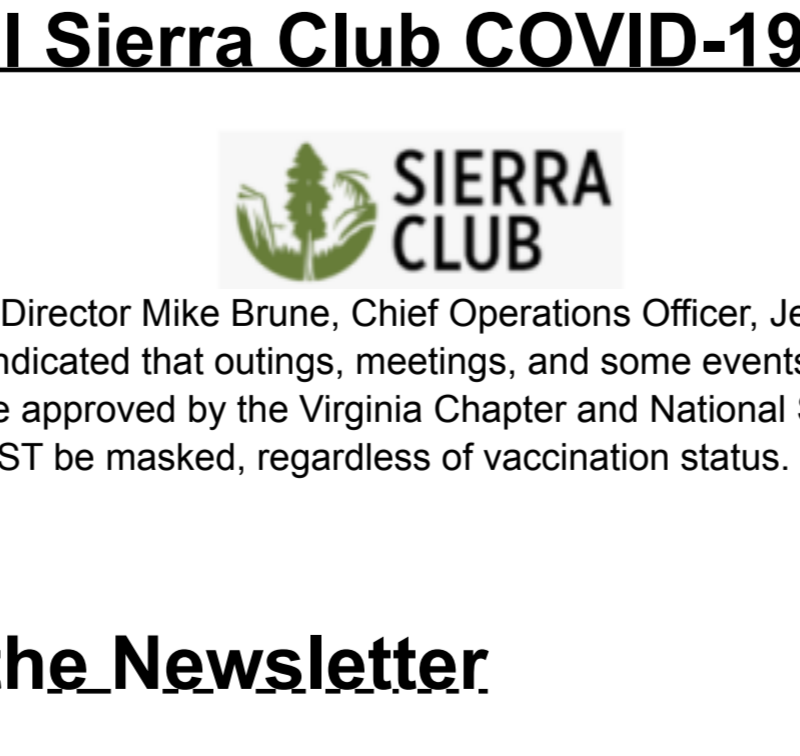 l Sierra Club COVID-19
SIERRA
CLUB
Director Mike Brune, Chief Operations Officer, Je
ndicated that outings, meetings, and some events
e approved by the Virginia Chapter and National S
ST be masked, regardless of vaccination status.
the Newsletter